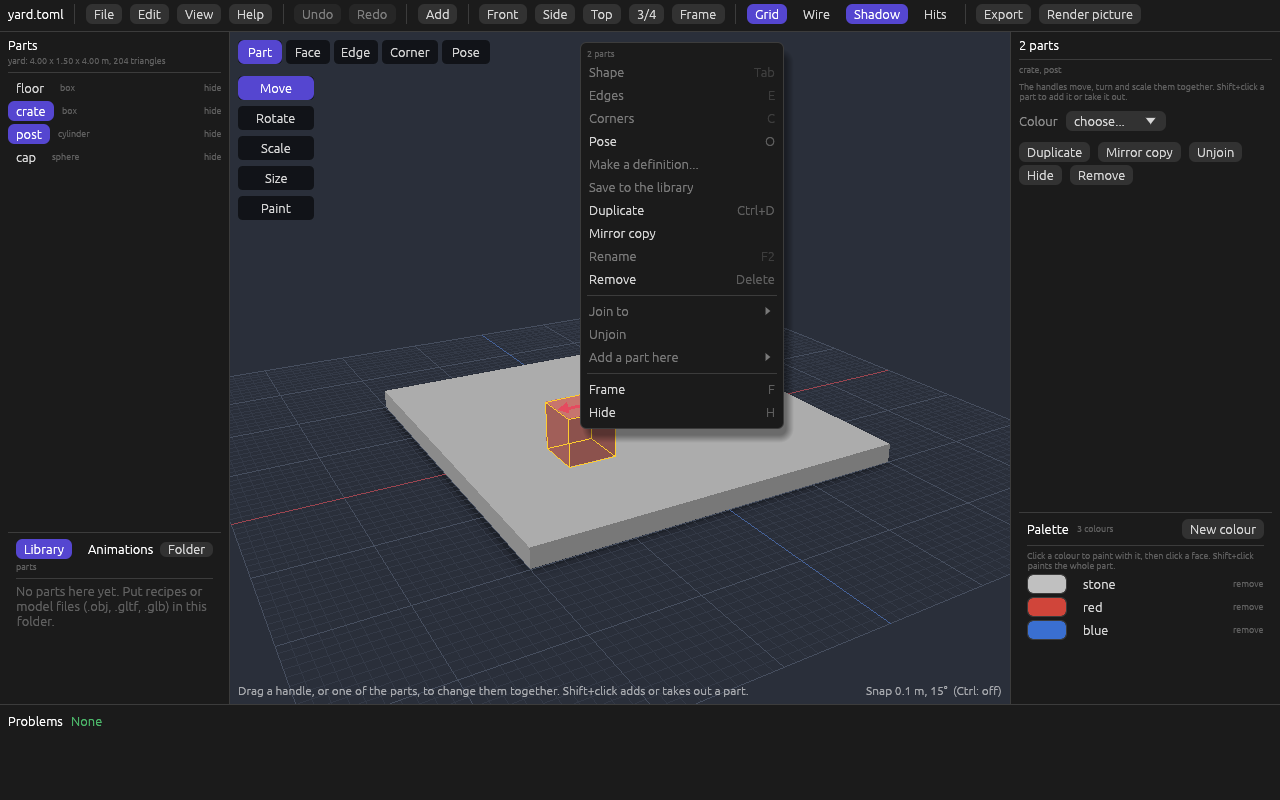 yard.toml File Edit View Help Undo Redo Add Front Side Top 3/4 Frame Grid Wire Shadow Hits Export Render picture
Parts
yard: 4.00 x 1.50 x 4.00 m, 204 triangles
floor box hide
crate box hide
post cylinder hide
cap sphere hide
Library Animations Folder
parts
No parts here yet. Put recipes or
model files (.obj, .gltf, .glb) in this
folder.
Part Face Edge Corner Pose
Move
Rotate
Scale
Size
Paint
2 parts
Shape Tab
Edges E
Corners C
Pose O
Make a definition...
Save to the library
Duplicate Ctrl+D
Mirror copy
Rename F2
Remove Delete
Join to
Unjoin
Add a part here
Frame F
Hide H
Drag a handle, or one of the parts, to change them together. Shift+click adds or takes out a part.
Snap 0.1 m, 15° (Ctrl: off)
2 parts
crate, post
The handles move, turn and scale them together. Shift+click a
part to add it or take it out.
Colour choose...
Duplicate Mirror copy Unjoin
Hide Remove
Palette 3 colours New colour
Click a colour to paint with it, then click a face. Shift+click
paints the whole part.
stone remove
red remove
blue remove
Problems None